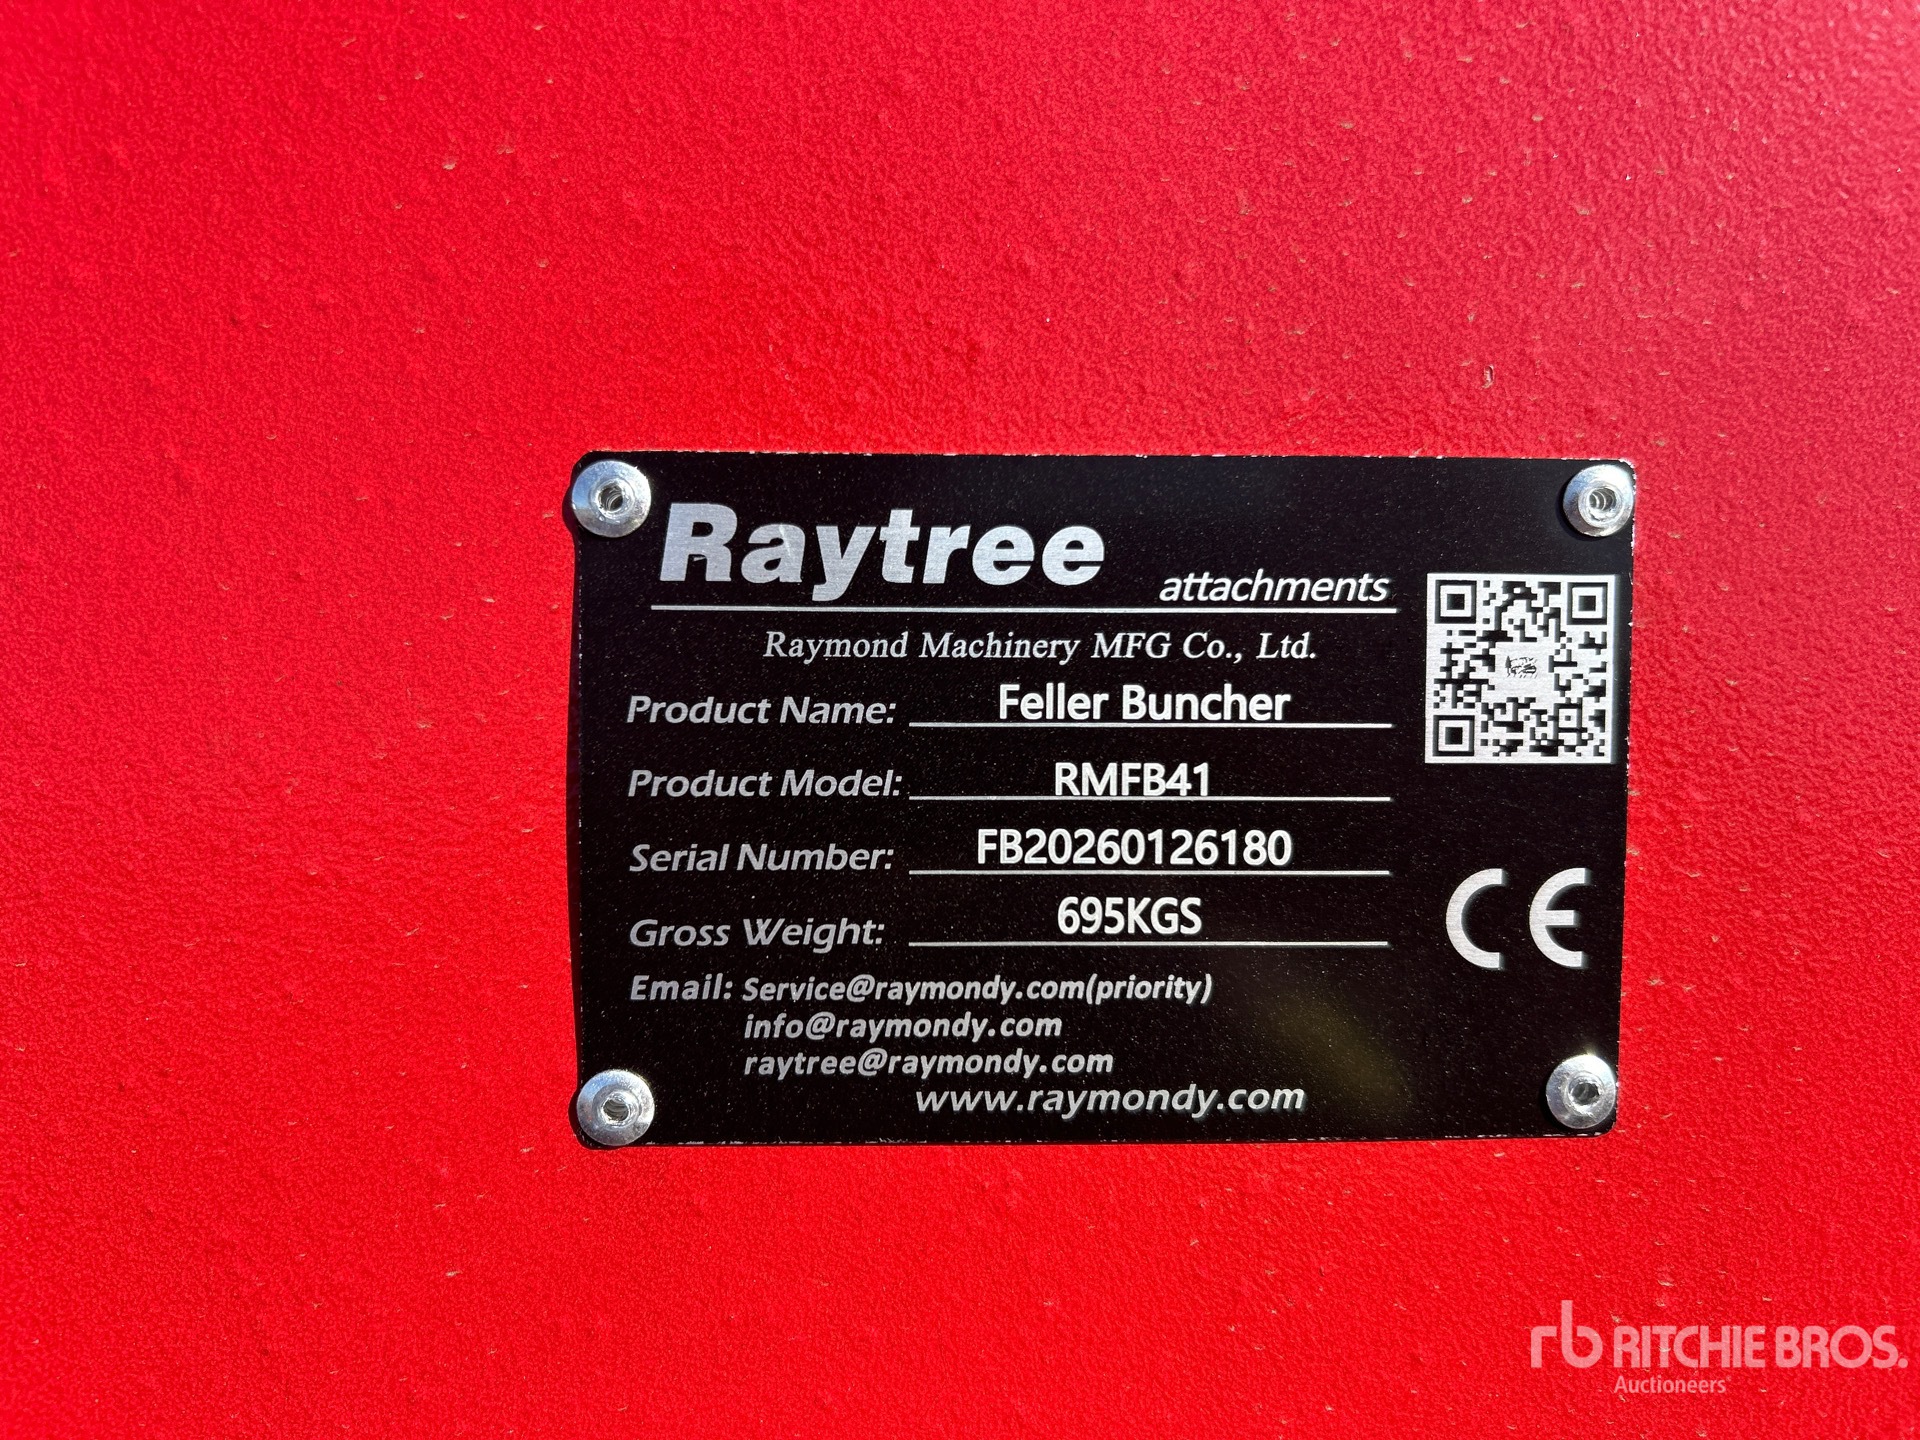 Raytree attachments
Raymond Machinery MFG Co., Ltd.
Product Name: Feller Buncher
Product Model: RMFB41
Serial Number: FB20260126180
Gross Weight: 695KGS
CE
Email: Service@raymondy.com(priority)
info@raymondy.com
raytree@raymondy.com
www.raymondy.com
rb RITCHIE BROS.
Auctioneers